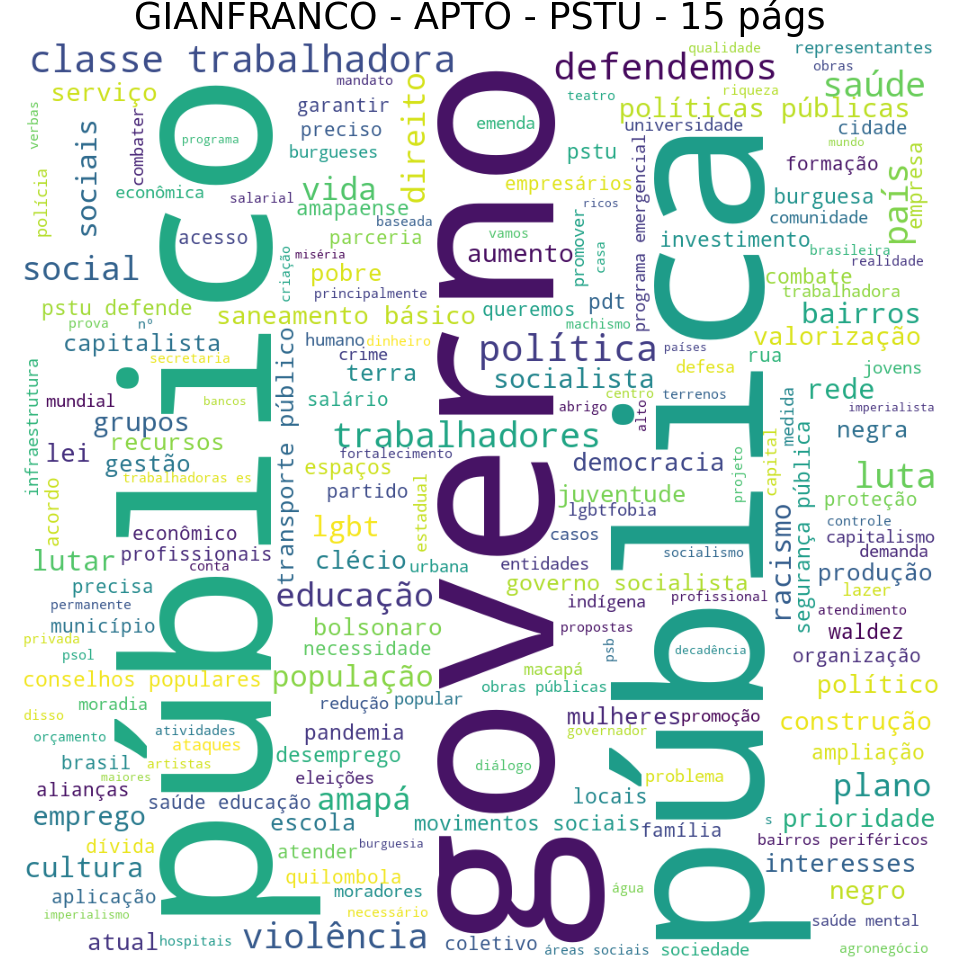 GIANFRANCO - APTO - PSTU - 15 págs
classe trabalhadora
defendemos
qualidade
representantes
obras
mandato
serviço
garantir
direito
teatro
riqueza
saúde
políticas públicas
verbas
sociais
combater
programa
preciso
emenda
universidade
cidade
mundo
burgueses
pstu
formação
polícia
econômica
salarial
vida
empresários
programa emergencial
burguesa
país
empresa
amapaense
baseada
ricos
comunidade
acesso
parceria
vamos
promover
casa
investimento
brasileira
realidade
social
miséria
criação
pobre
aumento
principalmente
combate
trabalhadora
pstu defende
saneamento básico
queremos
pdt
bairros
prova
nº
machismo
valorização
capitalista
humano
dinheiro
política
países
rua
secretaria
crime
defesa
jovens
terra
socialista
centro
terrenos
rede
infraestrutura
mundial
bancos
transporte público
salário
abrigo
alto
medida
imperialista
grupos
trabalhadores
negra
lei
recursos
fortalecimento
gestão
espaços
democracia
projeto
capital
segurança pública
luta
trabalhadoras es
partido
estadual
juventude
proteção
acordo
lgbtfobia
racismo
controle
econômico
lgbt
casos
capitalismo
lutar
profissionais
conta
clécio
urbana
entidades
socialismo
demanda
precisa
educação
governo socialista
produção
permanente
indígena
profissional
lazer
atendimento
município
bolsonaro
propostas
waldez
privada
necessidade
psb
decadência
psol
organização
conselhos populares
população
macapá
obras públicas
político
moradia
redução
popular
disso
mulheres
promoção
construção
orçamento
atividades
pandemia
governador
ataques
desemprego
ampliação
brasil
artistas
diálogo
maiores
eleições
problema
alianças
plano
saúde educação
amapá
locais
emprego
escola
movimentos sociais
família
s
prioridade
dívida
atender
burguesia
bairros periféricos
cultura
quilombola
interesses
aplicação
moradores
água
negro
imperialismo
necessário
saúde mental
atual
hospitais
violência
coletivo
áreas sociais
sociedade
agronegócio
público
governo
pública